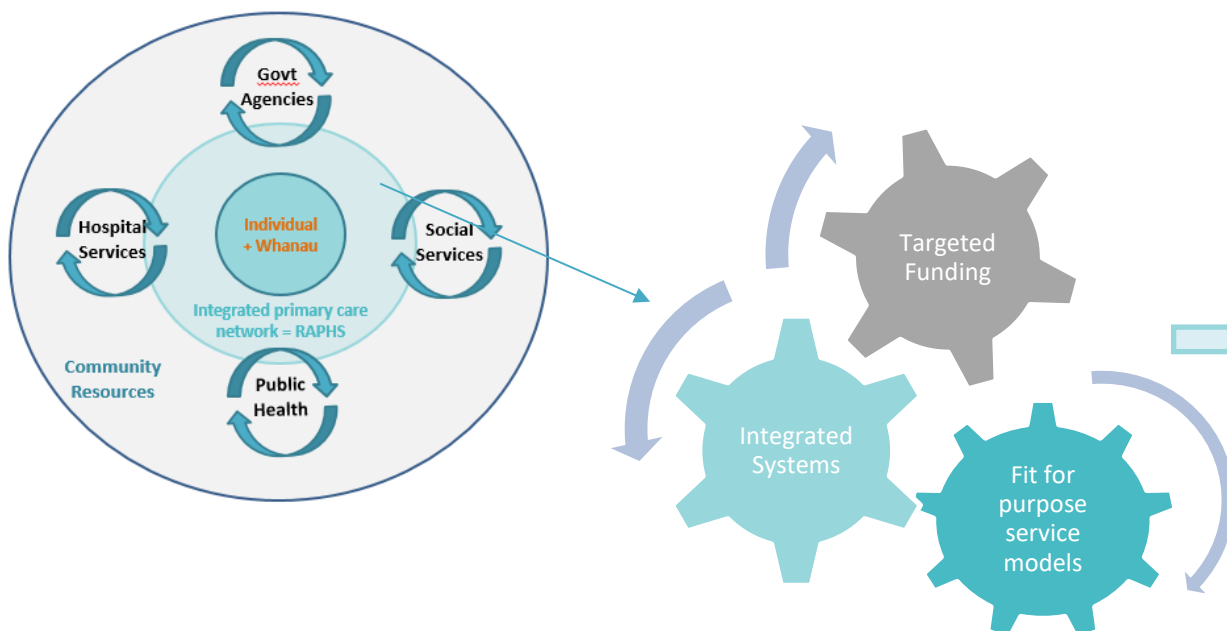 Govt
Agencies
Hospital
Services
Individual
+ Whanau
Social
Services
Integrated primary care
network = RAPHS
Community
Resources
Public
Health
Targeted
Funding
Integrated
Systems
Fit for
purpose
service
models